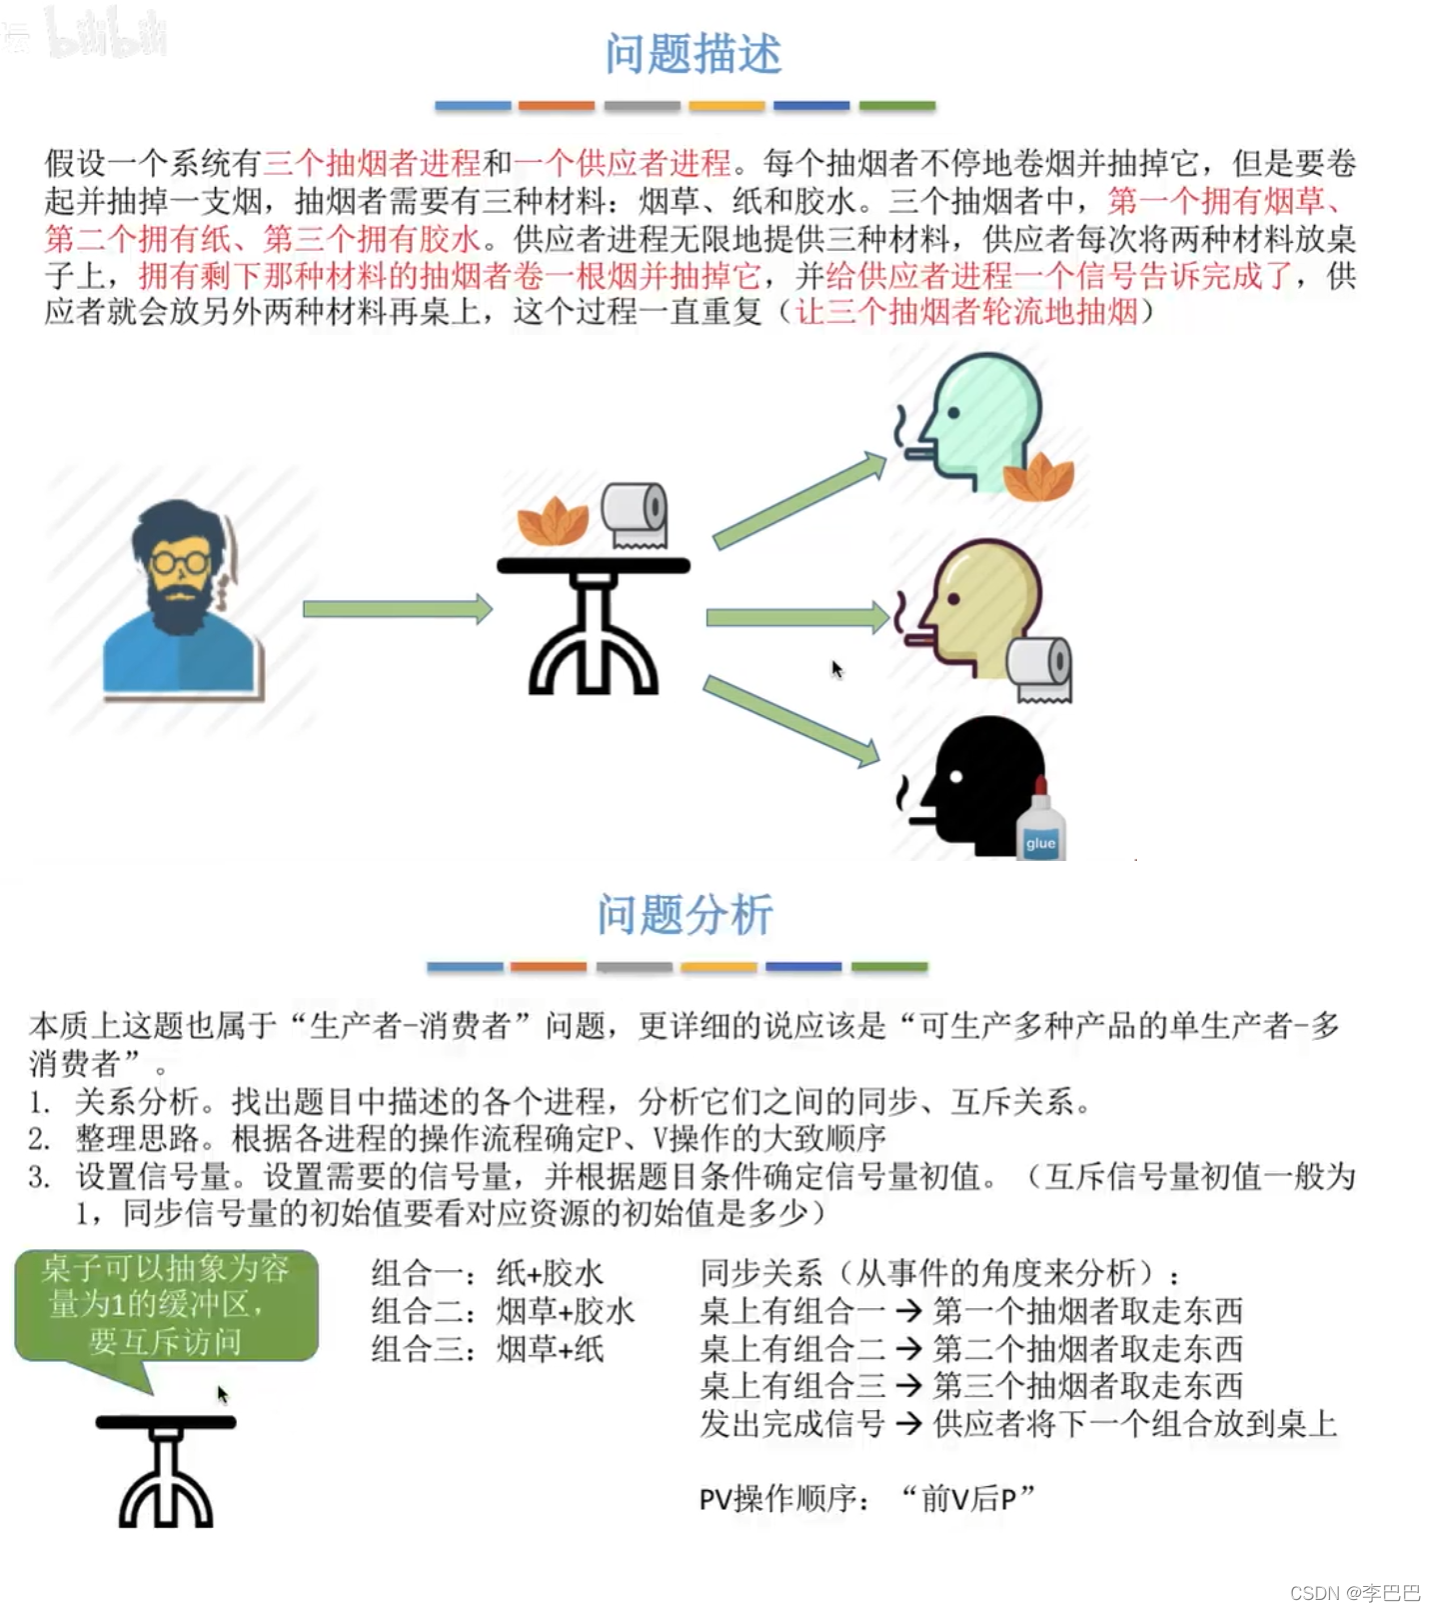 bilibili
问题描述
假设一个系统有三个抽烟者进程和一个供应者进程。每个抽烟者不停地卷烟并抽掉它，但是要卷
起并抽掉一支烟，抽烟者需要有三种材料：烟草、纸和胶水。三个抽烟者中，第一个拥有烟草、
第二个拥有纸、第三个拥有胶水。供应者进程无限地提供三种材料，供应者每次将两种材料放桌
子上，拥有剩下那种材料的抽烟者卷一根烟并抽掉它，并给供应者进程一个信号告诉完成了，供
应者就会放另外两种材料再桌上，这个过程一直重复（让三个抽烟者轮流地抽烟）
glue
问题分析
本质上这题也属于“生产者-消费者”问题，更详细的说应该是“可生产多种产品的单生产者-多
消费者”。
1. 关系分析。找出题目中描述的各个进程，分析它们之间的同步、互斥关系。
2. 整理思路。根据各进程的操作流程确定P、V操作的大致顺序
3. 设置信号量。设置需要的信号量，并根据题目条件确定信号量初值。（互斥信号量初值一般为
1，同步信号量的初始值要看对应资源的初始值是多少）
桌子可以抽象为容
量为1的缓冲区，
要互斥访问
组合一：纸+胶水
组合二：烟草+胶水
组合三：烟草+纸
同步关系（从事件的角度来分析）：
桌上有组合一 → 第一个抽烟者取走东西
桌上有组合二 → 第二个抽烟者取走东西
桌上有组合三 → 第三个抽烟者取走东西
发出完成信号 → 供应者将下一个组合放到桌上
PV操作顺序：“前V后P”
CSDN @李巴巴